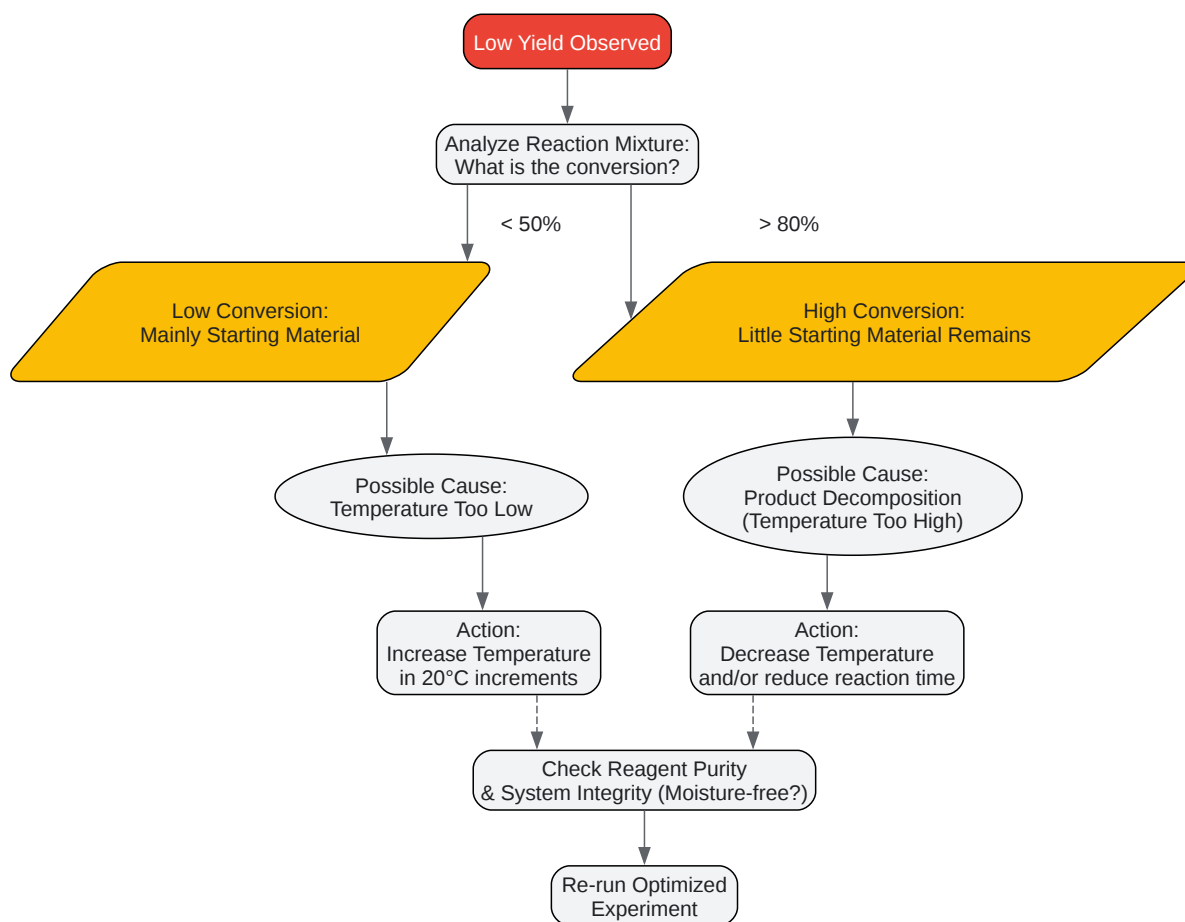 Low Yield Observed
Analyze Reaction Mixture:
What is the conversion?
< 50%
> 80%
Low Conversion:
Mainly Starting Material
High Conversion:
Little Starting Material Remains
Possible Cause:
Temperature Too Low
Possible Cause:
Product Decomposition
(Temperature Too High)
Action:
Increase Temperature
in 20°C increments
Action:
Decrease Temperature
and/or reduce reaction time
Check Reagent Purity
& System Integrity (Moisture-free?)
Re-run Optimized
Experiment